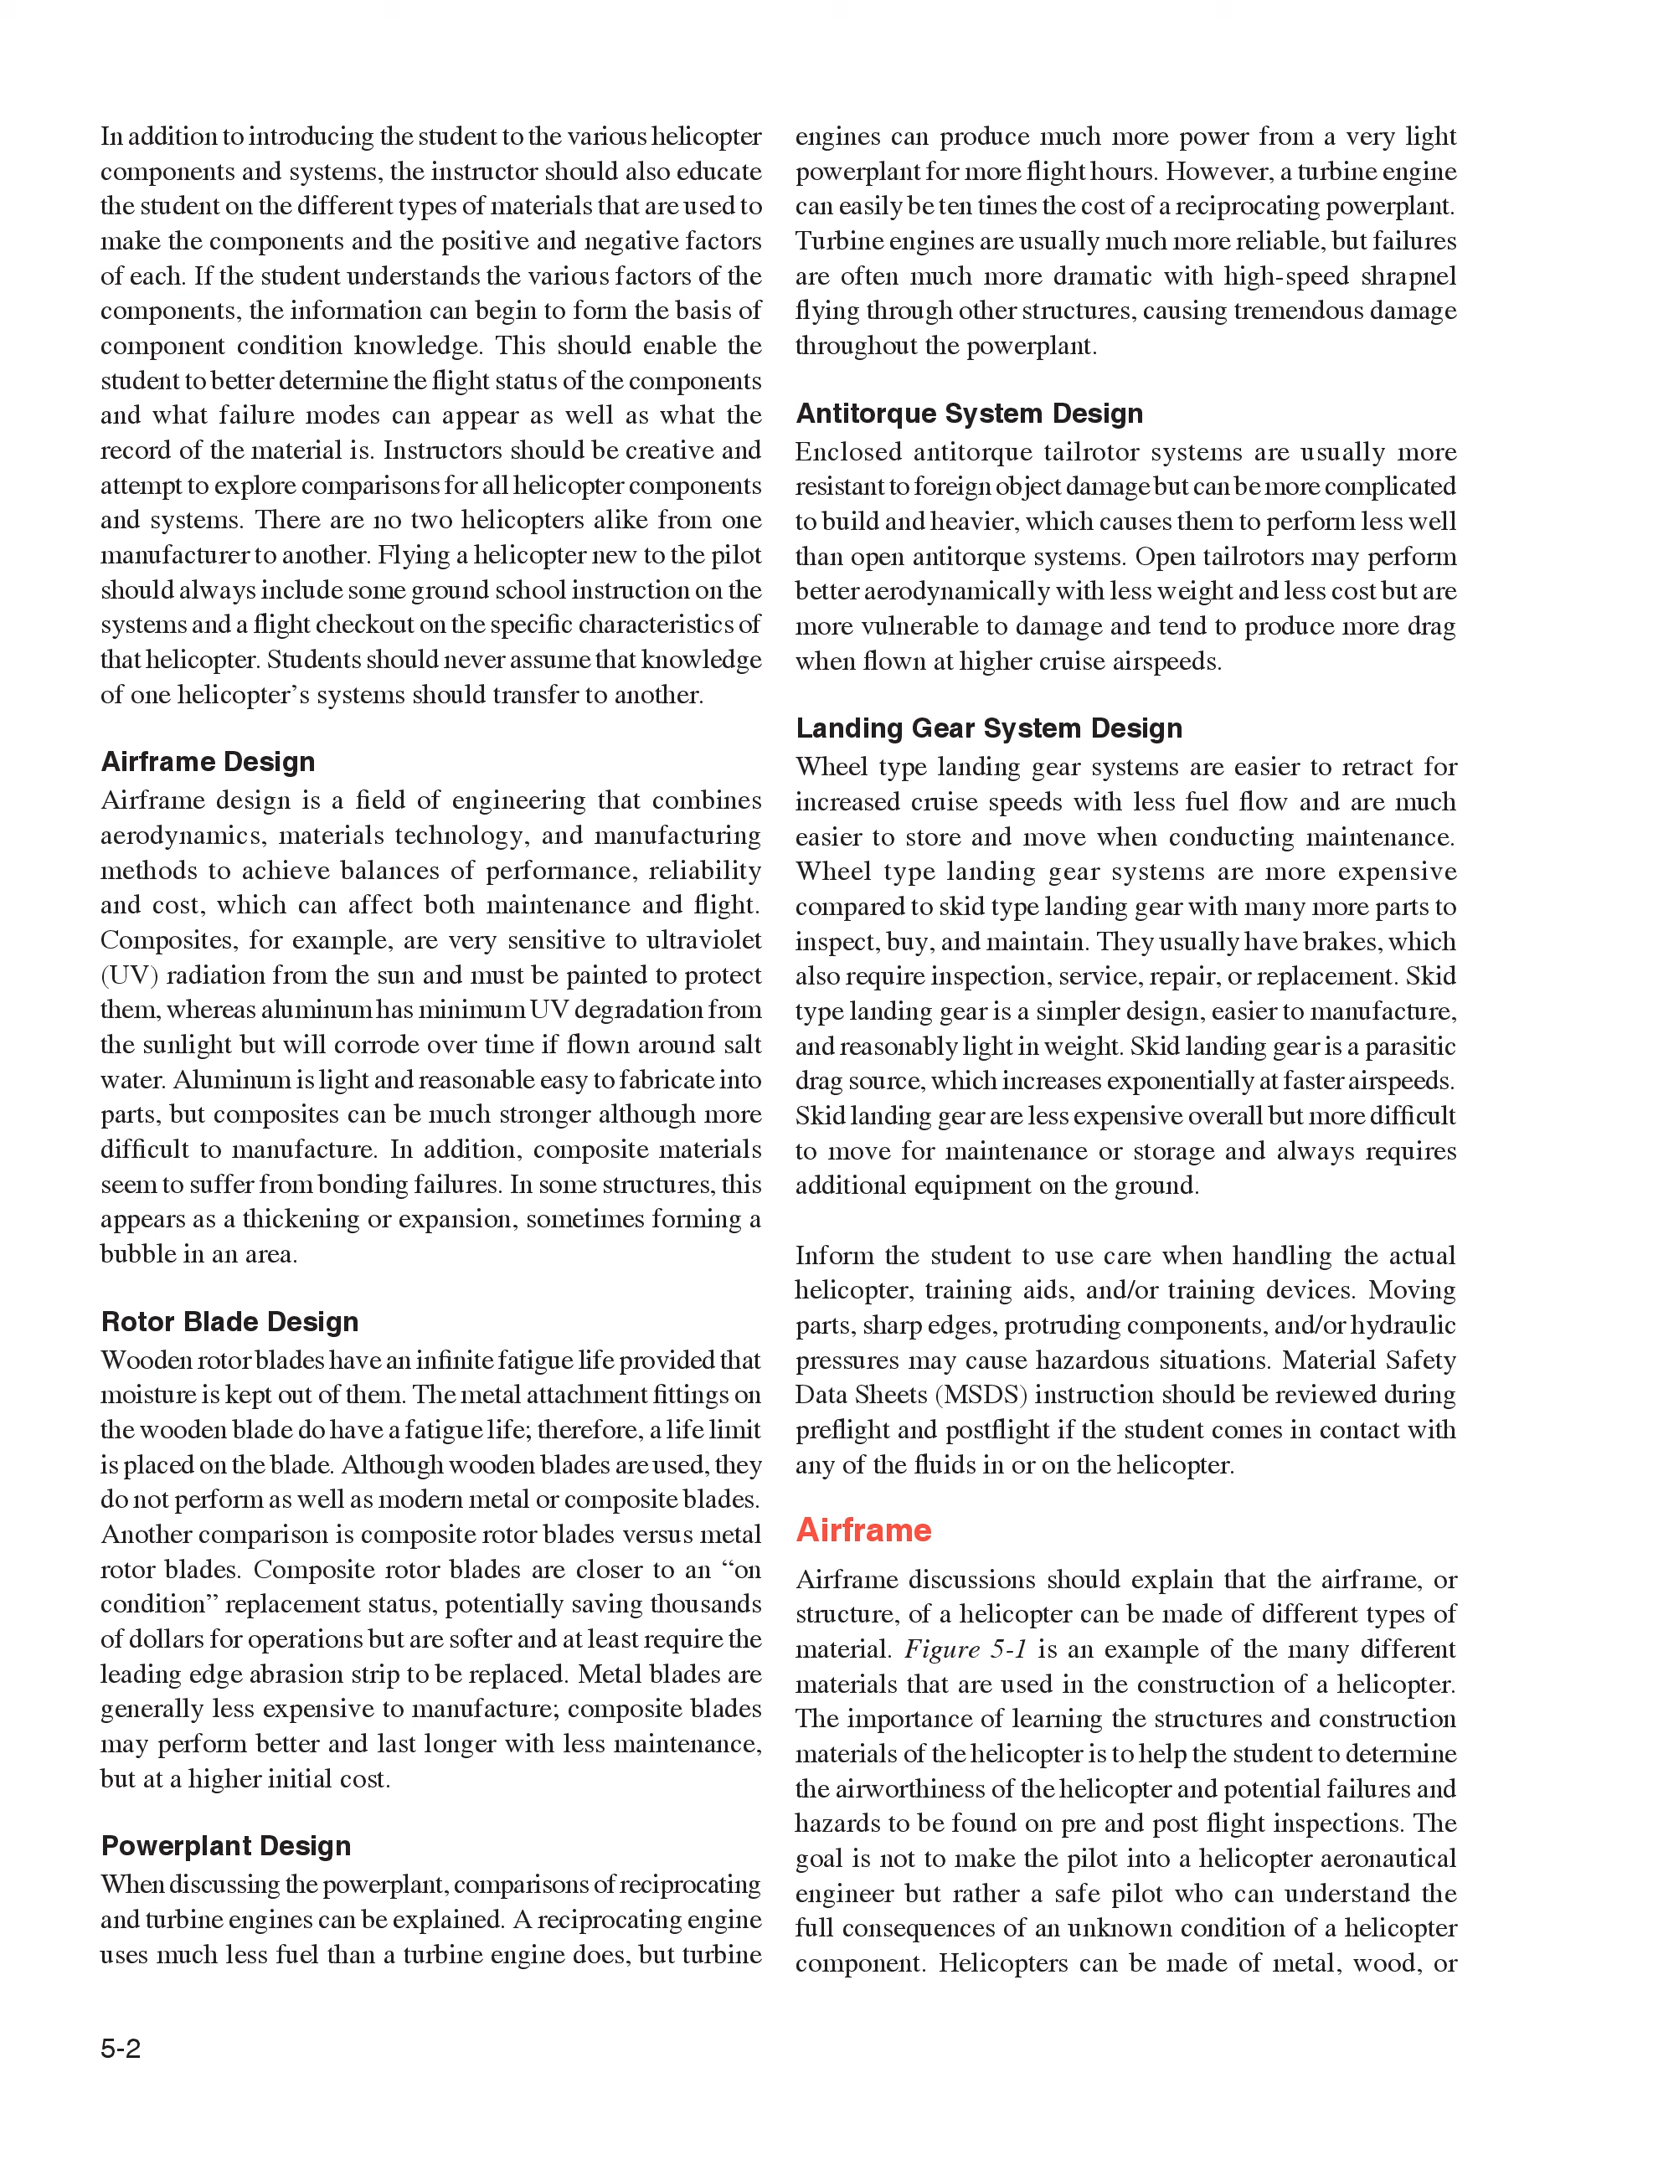 In addition to introducing the student to the various helicopter
components and systems, the instructor should also educate
the student on the different types of materials that are used to
make the components and the positive and negative factors
of each. If the student understands the various factors of the
components, the information can begin to form the basis of
component condition knowledge. This should enable the
student to better determine the flight status of the components
and what failure modes can appear as well as what the
record of the material is. Instructors should be creative and
attempt to explore comparisons for all helicopter components
and systems. There are no two helicopters alike from one
manufacturer to another. Flying a helicopter new to the pilot
should always include some ground school instruction on the
systems and a flight checkout on the specific characteristics of
that helicopter. Students should never assume that knowledge
of one helicopter’s systems should transfer to another.
Airframe Design
Airframe design is a field of engineering that combines
aerodynamics, materials technology, and manufacturing
methods to achieve balances of performance, reliability
and cost, which can affect both maintenance and flight.
Composites, for example, are very sensitive to ultraviolet
(UV) radiation from the sun and must be painted to protect
them, whereas aluminum has minimum UV degradation from
the sunlight but will corrode over time if flown around salt
water. Aluminum is light and reasonable easy to fabricate into
parts, but composites can be much stronger although more
difficult to manufacture. In addition, composite materials
seem to suffer from bonding failures. In some structures, this
appears as a thickening or expansion, sometimes forming a
bubble in an area.
Rotor Blade Design
Wooden rotor blades have an infinite fatigue life provided that
moisture is kept out of them. The metal attachment fittings on
the wooden blade do have a fatigue life; therefore, a life limit
is placed on the blade. Although wooden blades are used, they
do not perform as well as modern metal or composite blades.
Another comparison is composite rotor blades versus metal
rotor blades. Composite rotor blades are closer to an “on
condition” replacement status, potentially saving thousands
of dollars for operations but are softer and at least require the
leading edge abrasion strip to be replaced. Metal blades are
generally less expensive to manufacture; composite blades
may perform better and last longer with less maintenance,
but at a higher initial cost.
Powerplant Design
When discussing the powerplant, comparisons of reciprocating
and turbine engines can be explained. A reciprocating engine
uses much less fuel than a turbine engine does, but turbine
engines can produce much more power from a very light
powerplant for more flight hours. However, a turbine engine
can easily be ten times the cost of a reciprocating powerplant.
Turbine engines are usually much more reliable, but failures
are often much more dramatic with high-speed shrapnel
flying through other structures, causing tremendous damage
throughout the powerplant.
Antitorque System Design
Enclosed antitorque tailrotor systems are usually more
resistant to foreign object damage but can be more complicated
to build and heavier, which causes them to perform less well
than open antitorque systems. Open tailrotors may perform
better aerodynamically with less weight and less cost but are
more vulnerable to damage and tend to produce more drag
when flown at higher cruise airspeeds.
Landing Gear System Design
Wheel type landing gear systems are easier to retract for
increased cruise speeds with less fuel flow and are much
easier to store and move when conducting maintenance.
Wheel type landing gear systems are more expensive
compared to skid type landing gear with many more parts to
inspect, buy, and maintain. They usually have brakes, which
also require inspection, service, repair, or replacement. Skid
type landing gear is a simpler design, easier to manufacture,
and reasonably light in weight. Skid landing gear is a parasitic
drag source, which increases exponentially at faster airspeeds.
Skid landing gear are less expensive overall but more difficult
to move for maintenance or storage and always requires
additional equipment on the ground.
Inform the student to use care when handling the actual
helicopter, training aids, and/or training devices. Moving
parts, sharp edges, protruding components, and/or hydraulic
pressures may cause hazardous situations. Material Safety
Data Sheets (MSDS) instruction should be reviewed during
preflight and postflight if the student comes in contact with
any of the fluids in or on the helicopter.
Airframe
Airframe discussions should explain that the airframe, or
structure, of a helicopter can be made of different types of
material. Figure 5-1 is an example of the many different
materials that are used in the construction of a helicopter.
The importance of learning the structures and construction
materials of the helicopter is to help the student to determine
the airworthiness of the helicopter and potential failures and
hazards to be found on pre and post flight inspections. The
goal is not to make the pilot into a helicopter aeronautical
engineer but rather a safe pilot who can understand the
full consequences of an unknown condition of a helicopter
component. Helicopters can be made of metal, wood, or
5-2